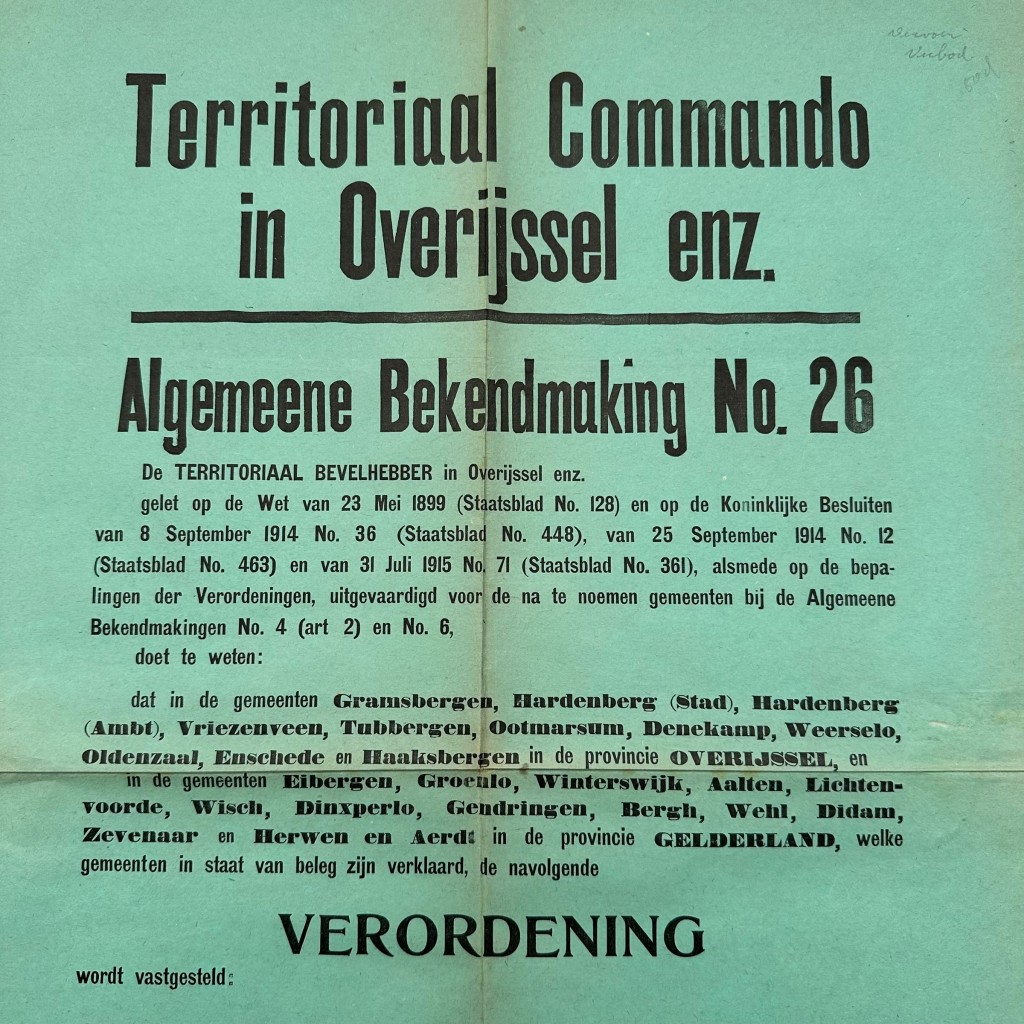 Territoriaal Commando
in Overijssel enz.
Algemeene Bekendmaking No. 26
De TERRITORIAAL BEVELHEBBER in Overijssel enz.
gelet op de Wet van 23 Mei 1899 (Staatsblad No. 128) en op de Koninklijke Besluiten
van 8 September 1914 No. 36 (Staatsblad No. 448), van 25 September 1914 No. 12
(Staatsblad No. 463) en van 31 Juli 1915 No. 71 (Staatsblad No. 361), alsmede op de bepa-
lingen der Verordeningen, uitgevaardigd voor de na te noemen gemeenten bij de Algemeene
Bekendmakingen No. 4 (art 2) en No. 6,
doet te weten:
dat in de gemeenten Gramsbergen, Hardenberg (Stad), Hardenberg
(Ambt), Vriezenveen, Tubbergen, Ootmarsum, Denekamp, Weerselo,
Oldenzaal, Enschede en Haaksbergen in de provincie OVERIJSSEL, en
in de gemeenten Eibergen, Groenlo, Winterswijk, Aalten, Lichten-
voorde, Wisch, Dinxperlo, Gendringen, Bergh, Wehl, Didam,
Zevenaar en Herwen en Aerdt in de provincie GELDERLAND, welke
gemeenten in staat van beleg zijn verklaard, de navolgende
VERORDENING
wordt vastgesteld: